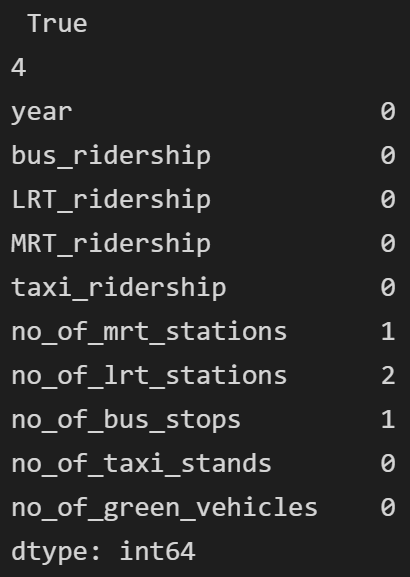 True
4
year 0
bus_ridership 0
LRT_ridership 0
MRT_ridership 0
taxi_ridership 0
no_of_mrt_stations 1
no_of_lrt_stations 2
no_of_bus_stops 1
no_of_taxi_stands 0
no_of_green_vehicles 0
dtype: int64